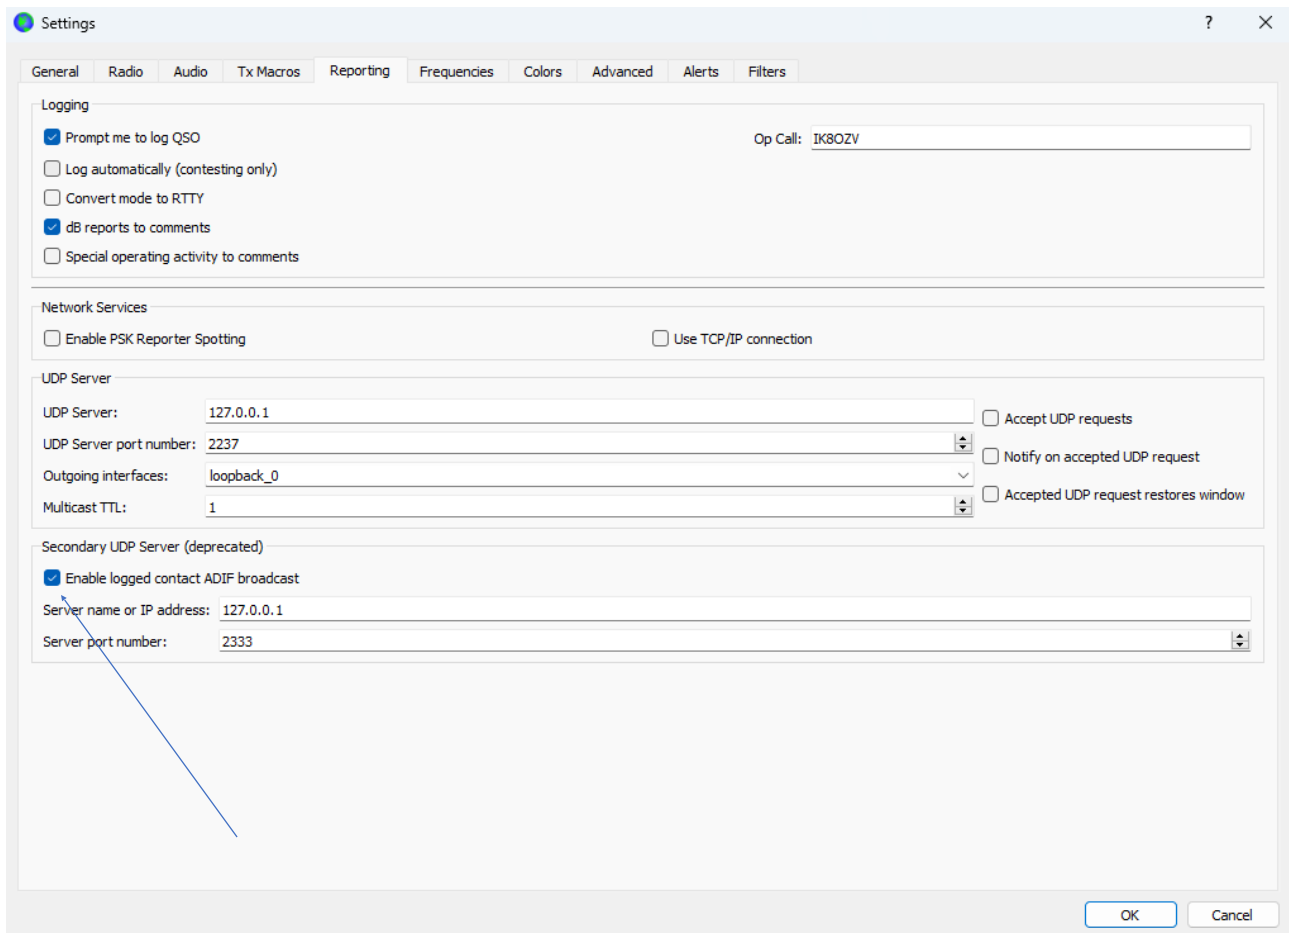 Settings
?
General Radio Audio Tx Macros Reporting Frequencies Colors Advanced Alerts Filters
Logging
Prompt me to log QSO
Op Call: IK8OZV
Log automatically (contesting only)
Convert mode to RTTY
dB reports to comments
Special operating activity to comments
Network Services
Enable PSK Reporter Spotting Use TCP/IP connection
UDP Server
UDP Server: 127.0.0.1
Accept UDP requests
UDP Server port number: 2237
Notify on accepted UDP request
Outgoing interfaces: loopback_0
Accepted UDP request restores window
Multicast TTL: 1
Secondary UDP Server (deprecated)
Enable logged contact ADIF broadcast
Server name or IP address: 127.0.0.1
Server port number: 2333
OK Cancel